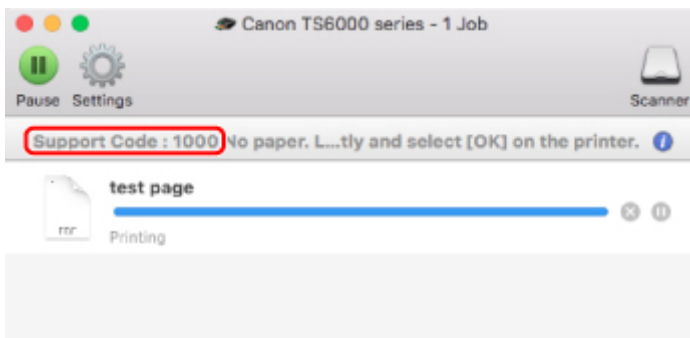 Canon TS6000 series - 1 Job
Pause Settings Scanner
Support Code : 1000 No paper. L...tly and select [OK] on the printer.
test page
Printing